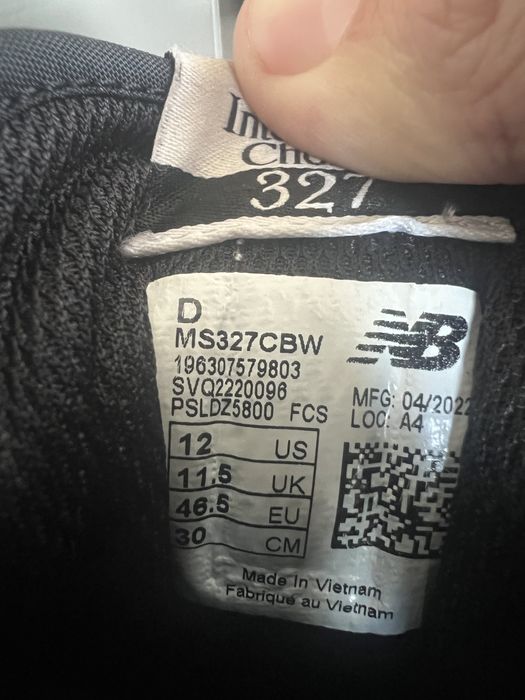 327
D
MS327CBW
196307579803
SVQ2220096
PSLDZ5800 FCS
NB
MFG: 04/2022
LOC: A4
12 US
11.5 UK
46.5 EU
30 CM
Made In Vietnam
Fabriqué au Vietnam